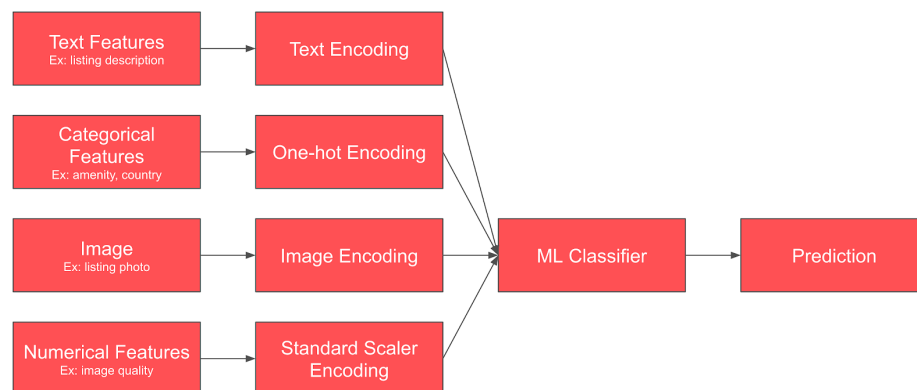 Text Features
Ex: listing description
Text Encoding
Categorical
Features
Ex: amenity, country
One-hot Encoding
Image
Ex: listing photo
Image Encoding
ML Classifier
Prediction
Numerical Features
Ex: image quality
Standard Scaler
Encoding